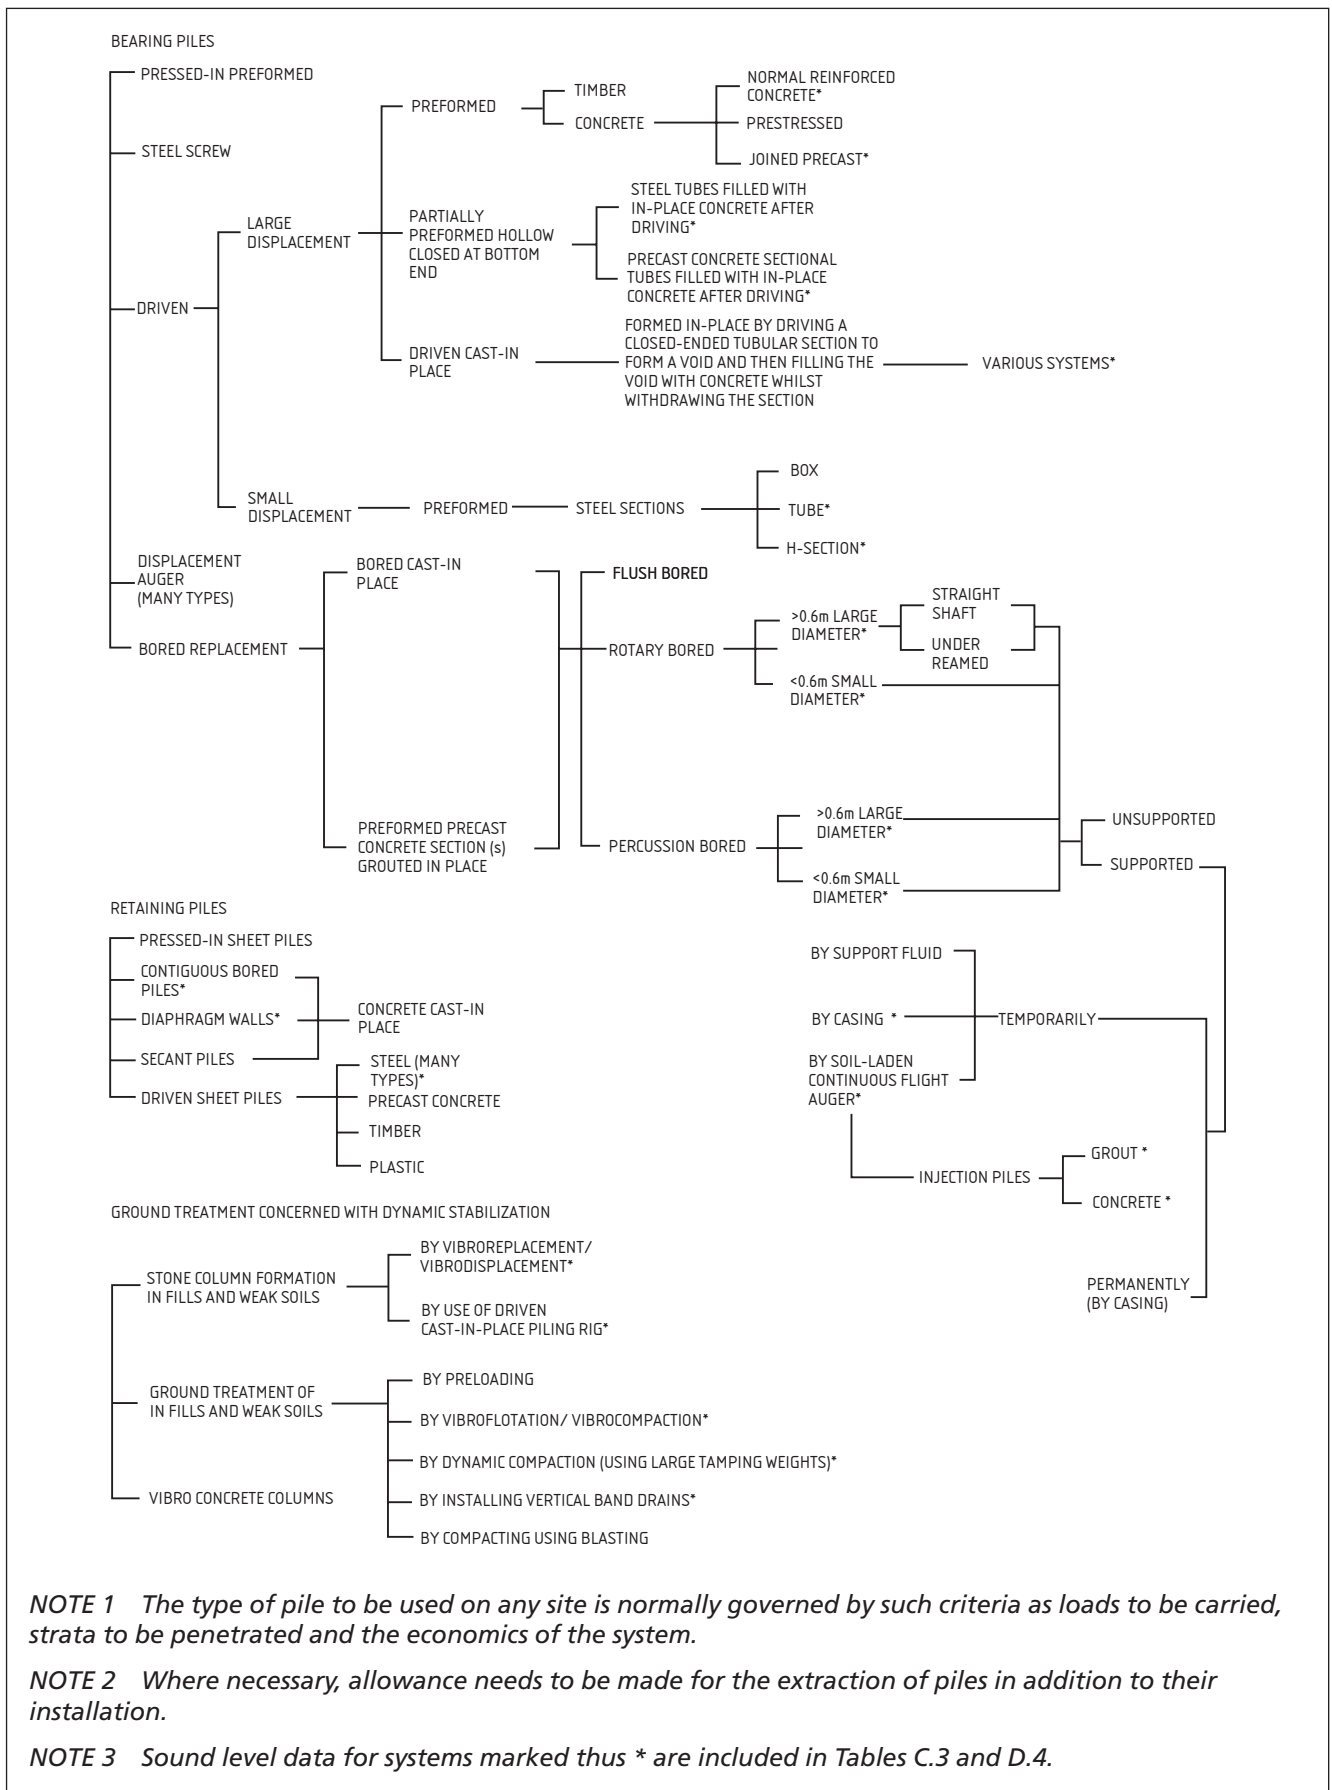 BEARING PILES
PRESSED-IN PREFORMED
STEEL SCREW
DRIVEN
LARGE
DISPLACEMENT
PREFORMED
TIMBER
CONCRETE
NORMAL REINFORCED
CONCRETE*
PRESTRESSED
JOINED PRECAST*
PARTIALLY
PREFORMED HOLLOW
CLOSED AT BOTTOM
END
STEEL TUBES FILLED WITH
IN-PLACE CONCRETE AFTER
DRIVING*
PRECAST CONCRETE SECTIONAL
TUBES FILLED WITH IN-PLACE
CONCRETE AFTER DRIVING*
DRIVEN CAST-IN
PLACE
FORMED IN-PLACE BY DRIVING A
CLOSED-ENDED TUBULAR SECTION TO
FORM A VOID AND THEN FILLING THE
VOID WITH CONCRETE WHILST
WITHDRAWING THE SECTION
VARIOUS SYSTEMS*
SMALL
DISPLACEMENT
PREFORMED
STEEL SECTIONS
BOX
TUBE*
H-SECTION*
DISPLACEMENT
AUGER
(MANY TYPES)
BORED REPLACEMENT
BORED CAST-IN
PLACE
PREFORMED PRECAST
CONCRETE SECTION (s)
GROUTED IN PLACE
FLUSH BORED
ROTARY BORED
>0.6m LARGE
DIAMETER*
STRAIGHT
SHAFT
UNDER
REAMED
<0.6m SMALL
DIAMETER*
PERCUSSION BORED
>0.6m LARGE
DIAMETER*
<0.6m SMALL
DIAMETER*
UNSUPPORTED
SUPPORTED
BY SUPPORT FLUID
BY CASING *
BY SOIL-LADEN
CONTINUOUS FLIGHT
AUGER*
TEMPORARILY
INJECTION PILES
GROUT *
CONCRETE *
PERMANENTLY
(BY CASING)
RETAINING PILES
PRESSED-IN SHEET PILES
CONTIGUOUS BORED
PILES*
DIAPHRAGM WALLS*
SECANT PILES
CONCRETE CAST-IN
PLACE
DRIVEN SHEET PILES
STEEL (MANY
TYPES)*
PRECAST CONCRETE
TIMBER
PLASTIC
GROUND TREATMENT CONCERNED WITH DYNAMIC STABILIZATION
STONE COLUMN FORMATION
IN FILLS AND WEAK SOILS
BY VIBROREPLACEMENT/
VIBRODISPLACEMENT*
BY USE OF DRIVEN
CAST-IN-PLACE PILING RIG*
GROUND TREATMENT OF
IN FILLS AND WEAK SOILS
BY PRELOADING
BY VIBROFLOTATION/ VIBROCOMPACTION*
BY DYNAMIC COMPACTION (USING LARGE TAMPING WEIGHTS)*
BY INSTALLING VERTICAL BAND DRAINS*
BY COMPACTING USING BLASTING
VIBRO CONCRETE COLUMNS
NOTE 1 The type of pile to be used on any site is normally governed by such criteria as loads to be carried,
strata to be penetrated and the economics of the system.
NOTE 2 Where necessary, allowance needs to be made for the extraction of piles in addition to their
installation.
NOTE 3 Sound level data for systems marked thus * are included in Tables C.3 and D.4.